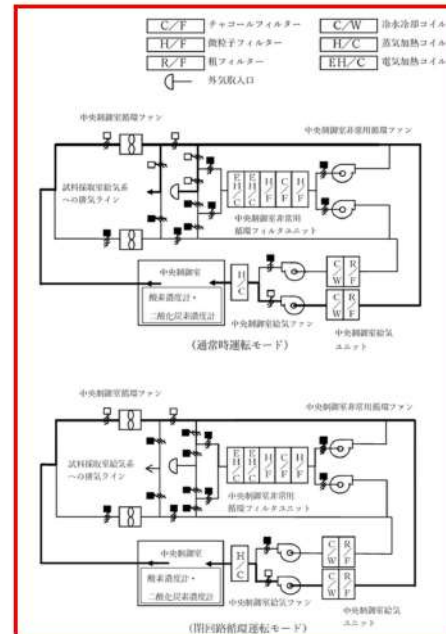 C/F チャコールフィルター C/W 冷水冷却コイル
H/F 微粒子フィルター H/C 蒸気加熱コイル
R/F 粗フィルター EH/C 電気加熱コイル
外気取入口
中央制御室循環ファン 中央制御室非常用循環ファン
試料採取室給気系
への排気ライン
EH/C EH/C H/F C/F H/F
中央制御室非常用
循環フィルタユニット
中央制御室
酸素濃度計・
二酸化炭素濃度計
H/C
C/W R/F
C/W R/F
中央制御室給気ファン
中央制御室給気
ユニット
(通常時運転モード)
中央制御室循環ファン 中央制御室非常用循環ファン
試料採取室給気系
への排気ライン
EH/C EH/C H/F C/F H/F
中央制御室非常用
循環フィルタユニット
中央制御室
酸素濃度計・
二酸化炭素濃度計
H/C
C/W R/F
C/W R/F
中央制御室給気ファン
中央制御室給気
ユニット
(閉回路循環運転モード)